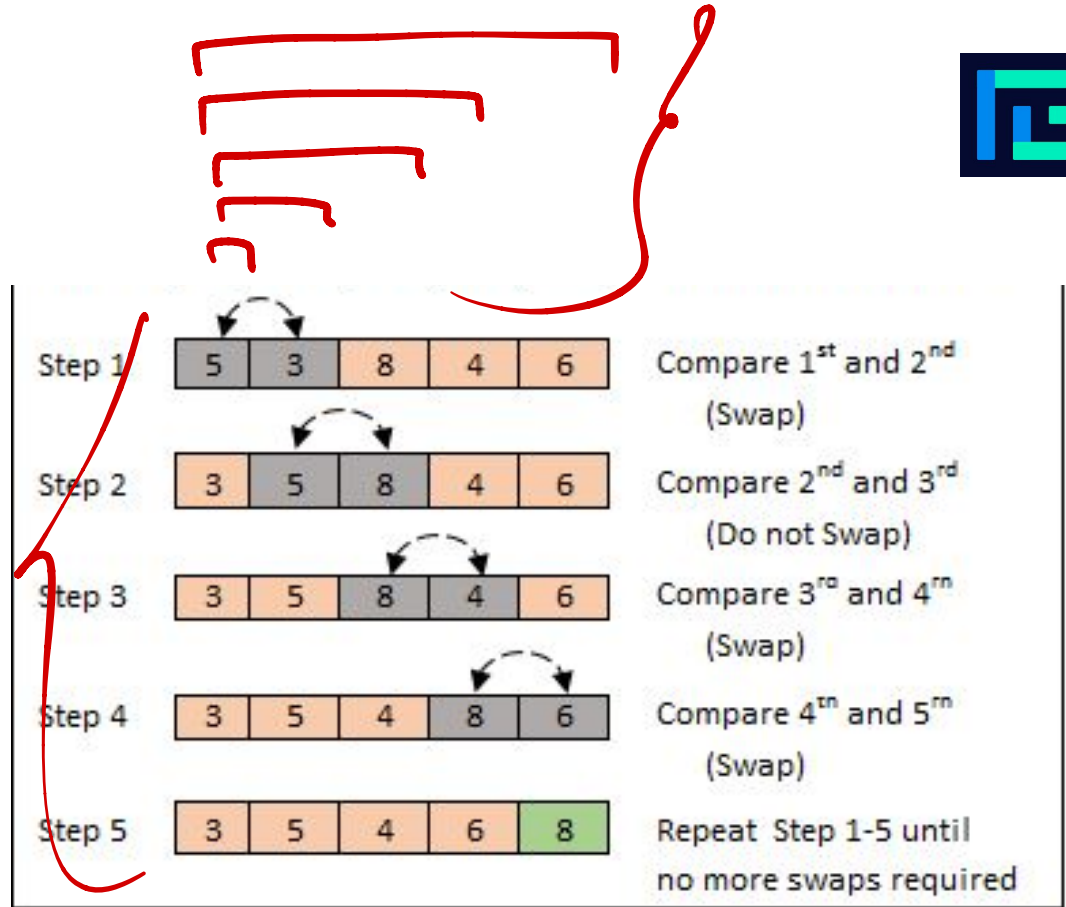 Step 1 5 3 8 4 6 Compare 1st and 2nd
(Swap)
Step 2 3 5 8 4 6 Compare 2nd and 3rd
(Do not Swap)
Step 3 3 5 8 4 6 Compare 3rd and 4th
(Swap)
Step 4 3 5 4 8 6 Compare 4th and 5th
(Swap)
Step 5 3 5 4 6 8 Repeat Step 1-5 until
no more swaps required